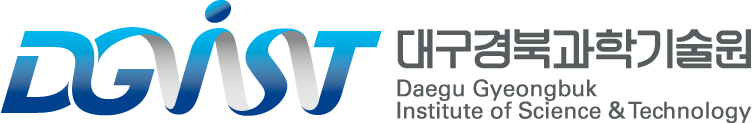 DGIST
대구경북과학기술원
Daegu Gyeongbuk
Institute of Science & Technology